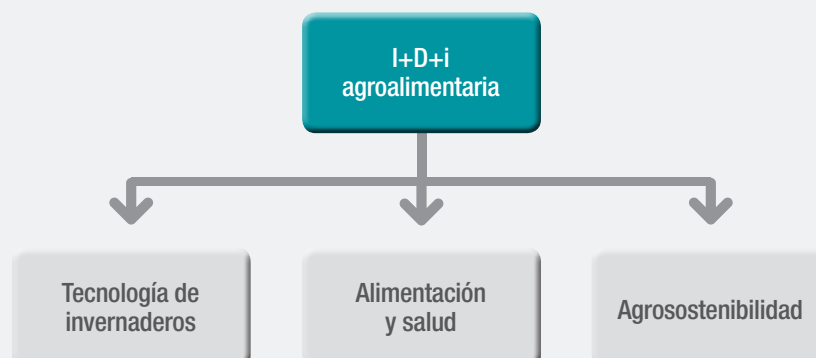 I+D+i
agroalimentaria
Tecnología de
invernaderos
Alimentación
y salud
Agrosostenibilidad